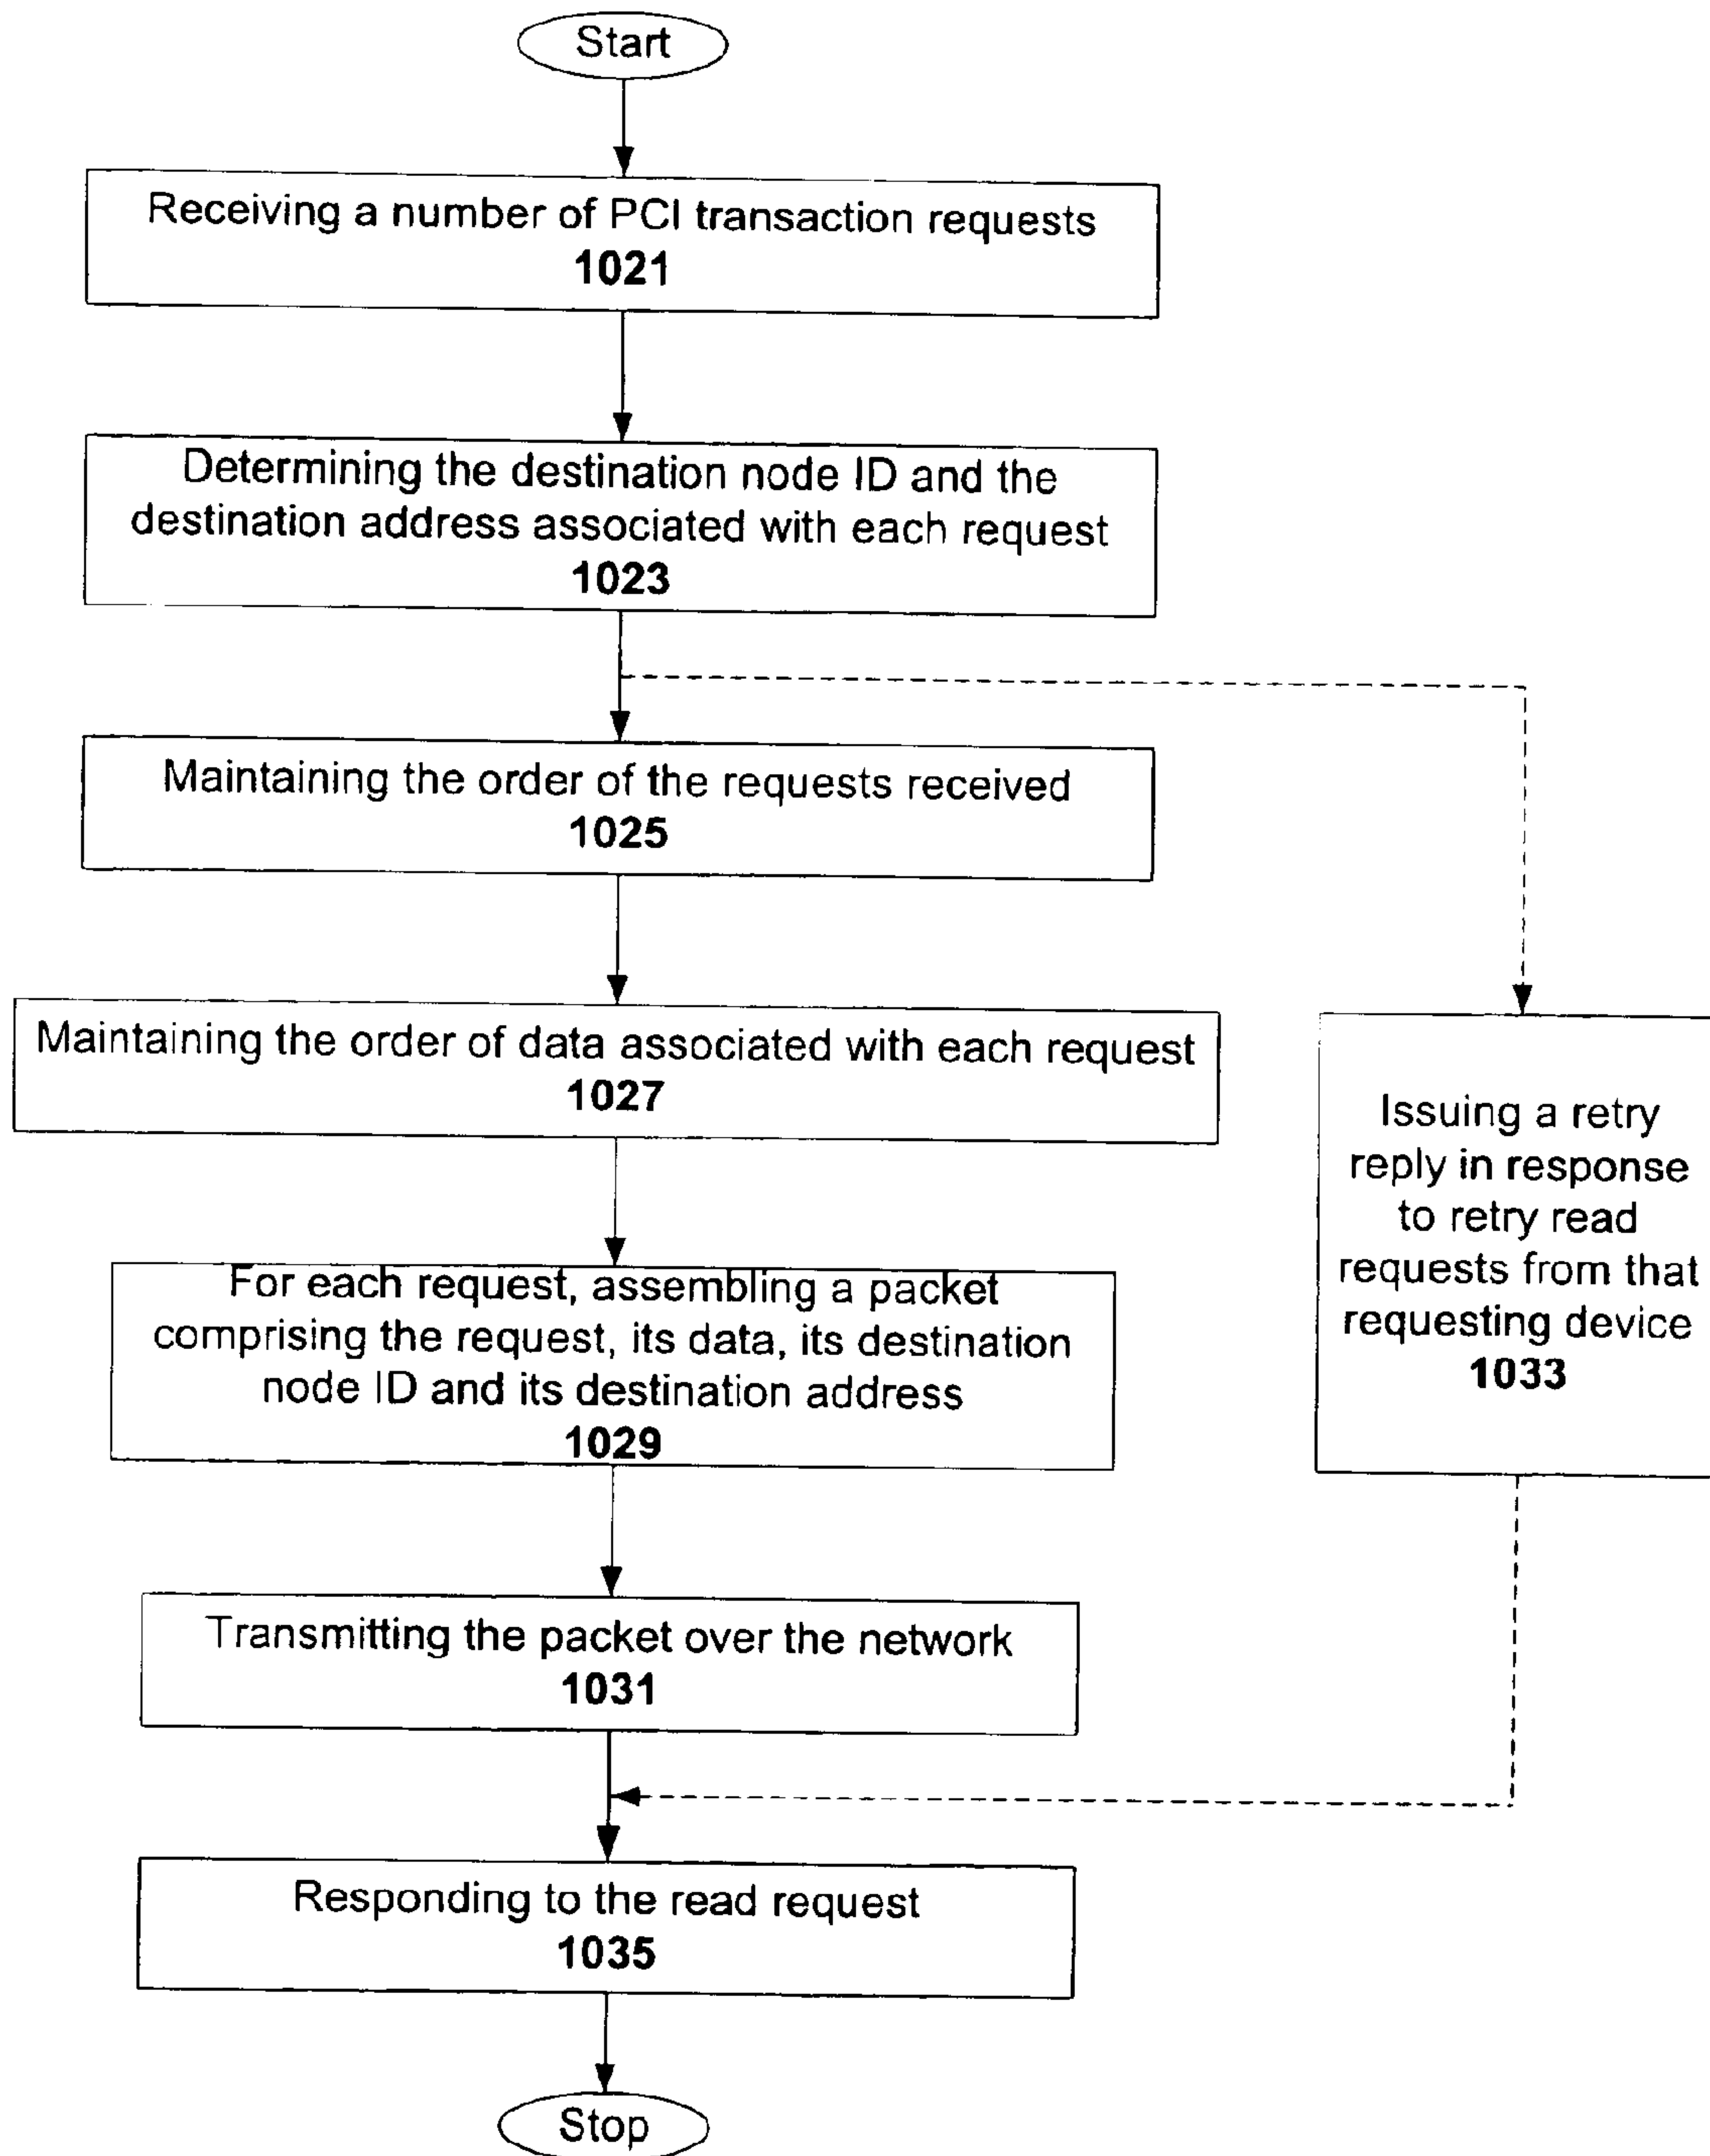 Start
Receiving a number of PCI transaction requests
1021
Determining the destination node ID and the
destination address associated with each request
1023
Maintaining the order of the requests received
1025
Maintaining the order of data associated with each request
1027
Issuing a retry
reply in response
to retry read
requests from that
requesting device
1033
For each request, assembling a packet
comprising the request, its data, its destination
node ID and its destination address
1029
Transmitting the packet over the network
1031
Responding to the read request
1035
Stop